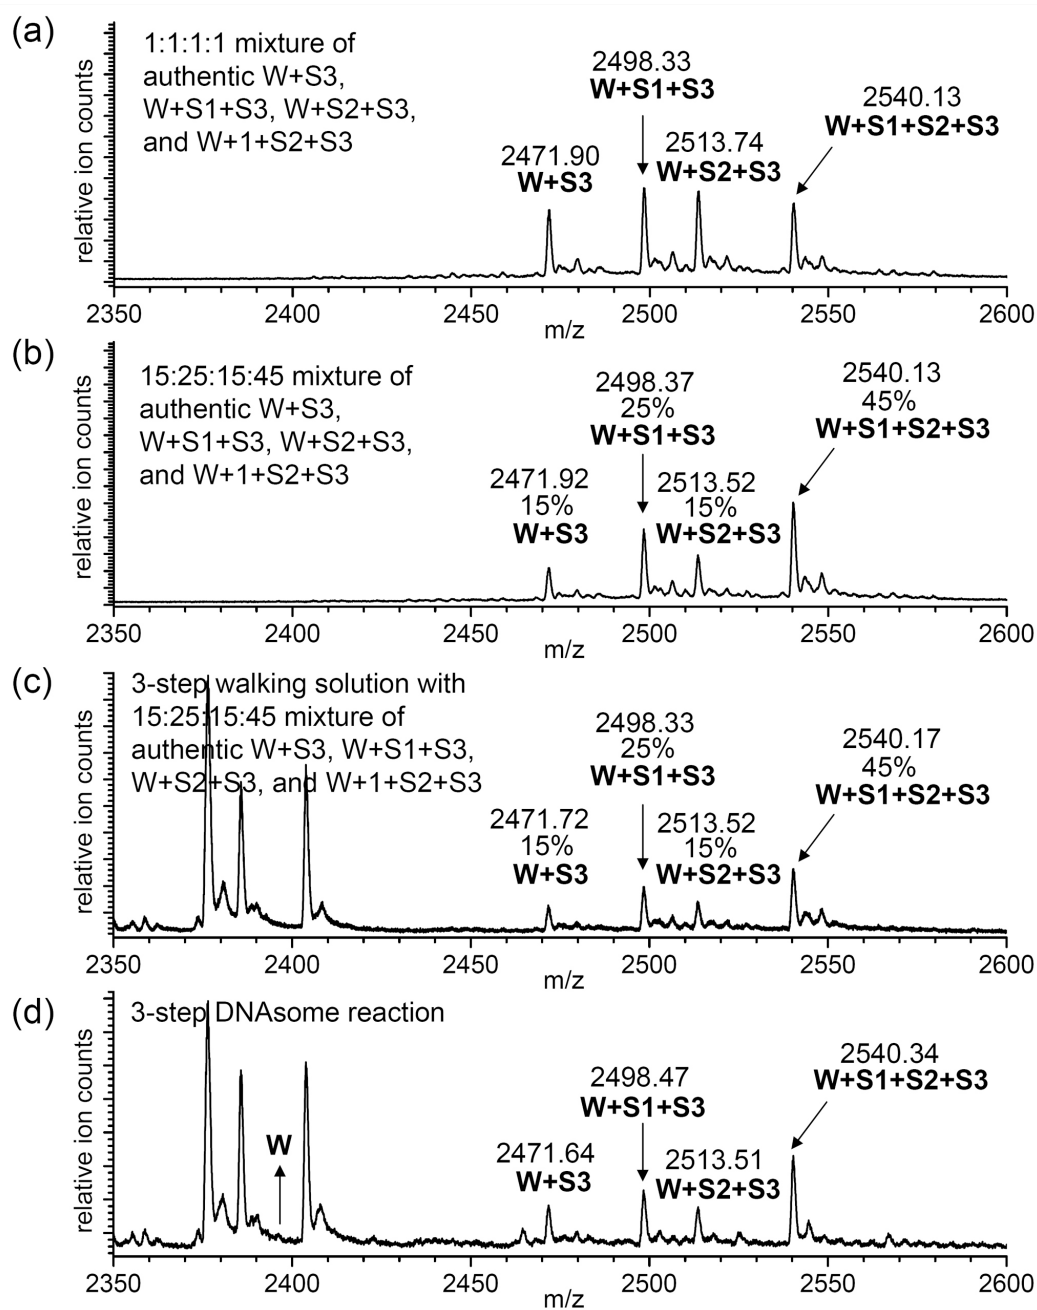 (a)
1:1:1:1 mixture of
authentic W+S3,
W+S1+S3, W+S2+S3,
and W+1+S2+S3
2471.90
W+S3
2498.33
W+S1+S3
2513.74
W+S2+S3
2540.13
W+S1+S2+S3
relative ion counts
2350 2400 2450 2500 2550 2600
m/z
(b)
15:25:15:45 mixture of
authentic W+S3,
W+S1+S3, W+S2+S3,
and W+1+S2+S3
2471.92
15%
W+S3
2498.37
25%
W+S1+S3
2513.52
15%
W+S2+S3
2540.13
45%
W+S1+S2+S3
relative ion counts
2350 2400 2450 2500 2550 2600
m/z
(c)
3-step walking solution with
15:25:15:45 mixture of
authentic W+S3, W+S1+S3,
W+S2+S3, and W+1+S2+S3
2471.72
15%
W+S3
2498.33
25%
W+S1+S3
2513.52
15%
W+S2+S3
2540.17
45%
W+S1+S2+S3
relative ion counts
2350 2400 2450 2500 2550 2600
m/z
(d)
3-step DNAsome reaction
W
2471.64
W+S3
2498.47
W+S1+S3
2513.51
W+S2+S3
2540.34
W+S1+S2+S3
relative ion counts
2350 2400 2450 2500 2550 2600
m/z